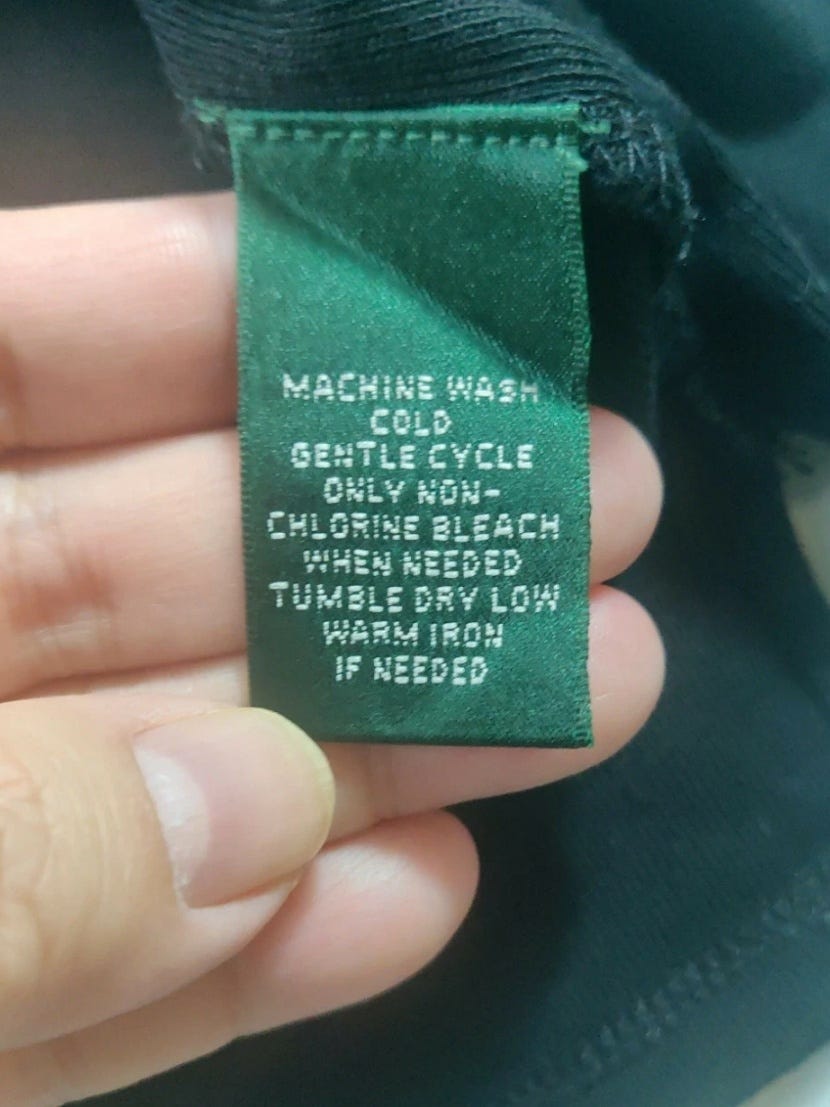 MACHINE WASH
COLD
GENTLE CYCLE
ONLY NON-
CHLORINE BLEACH
WHEN NEEDED
TUMBLE DRY LOW
WARM IRON
IF NEEDED